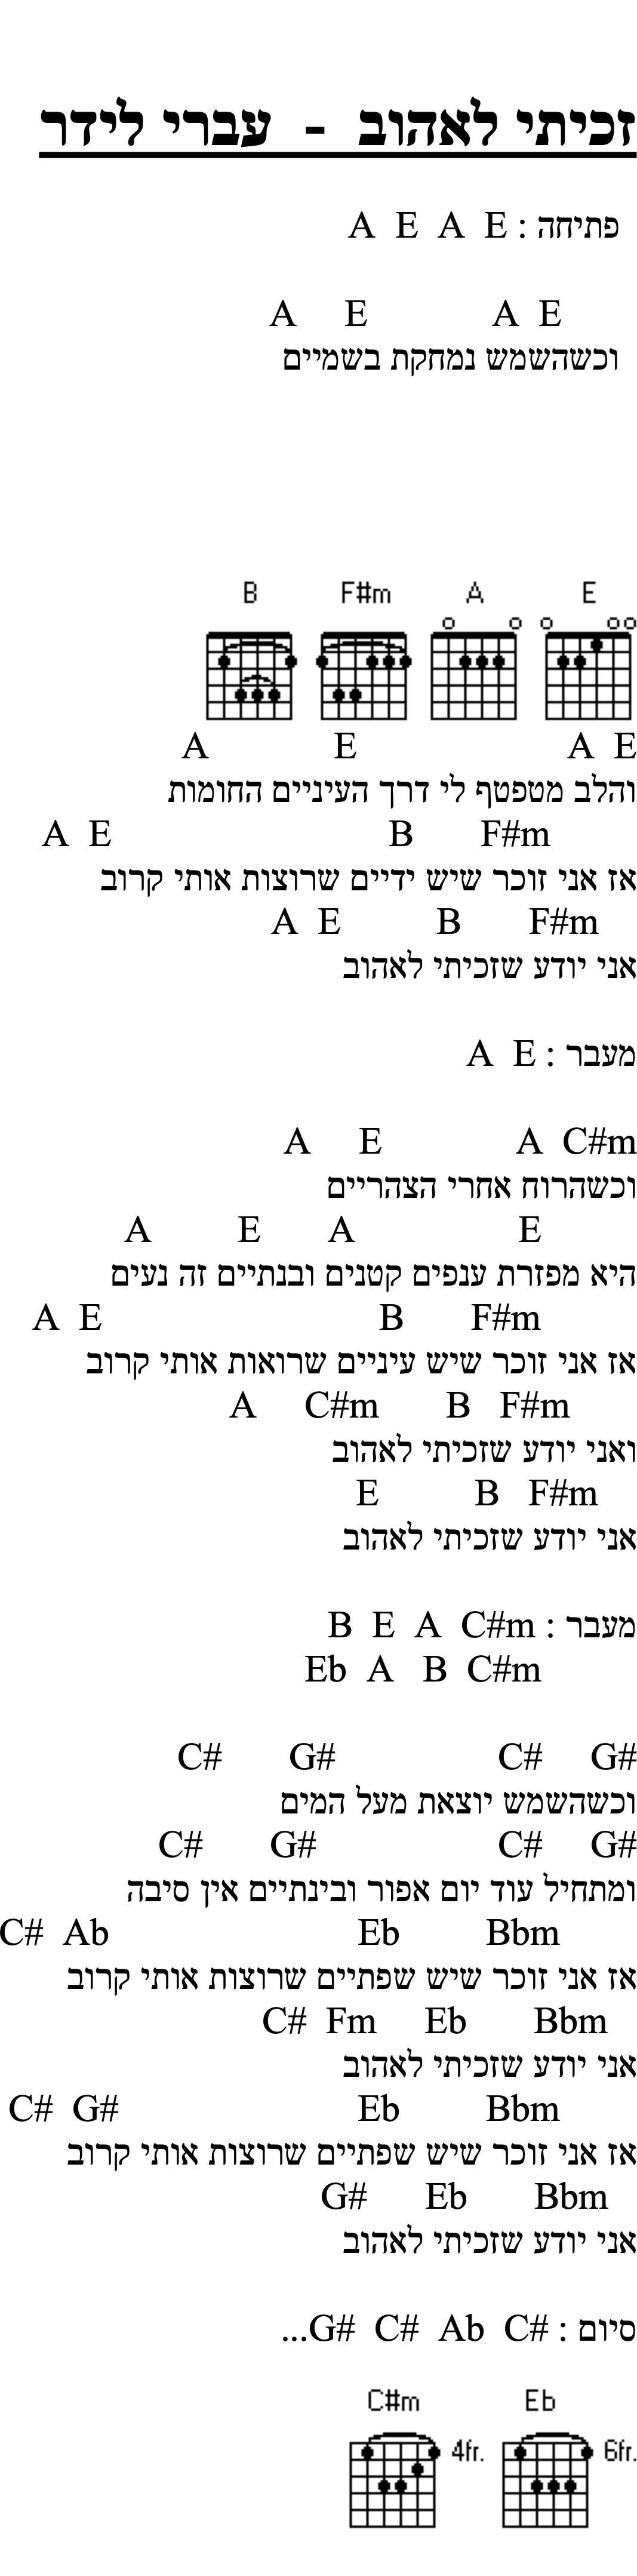 זכיתי לאהוב - עברי לידר
פתיחה : A E A E
A E A E
וכשהשמש נמחקת בשמיים
B F#m A E
A E A E
והלב מטפטף לי דרך העיניים החומות
A E B F#m
אז אני זוכר שיש ידיים שרוצות אותי קרוב
A E B F#m
אני יודע שזכיתי לאהוב
מעבר : A E
A E A C#m
וכשהרוח אחרי הצהריים
A E A E
היא מפזרת ענפים קטנים ובנתיים זה נעים
A E B F#m
אז אני זוכר שיש עיניים שרואות אותי קרוב
A C#m B F#m
ואני יודע שזכיתי לאהוב
E B F#m
אני יודע שזכיתי לאהוב
מעבר : B E A C#m
Eb A B C#m
C# G# C# G#
וכשהשמש יוצאת מעל המים
C# G# C# G#
ומתחיל עוד יום אפור ובינתיים אין סיבה
C# Ab Eb Bbm
אז אני זוכר שיש שפתיים שרוצות אותי קרוב
C# Fm Eb Bbm
אני יודע שזכיתי לאהוב
C# G# Eb Bbm
אז אני זוכר שיש שפתיים שרוצות אותי קרוב
G# Eb Bbm
אני יודע שזכיתי לאהוב
סיום : ...G# C# Ab C#
C#m Eb
4fr. 6fr.